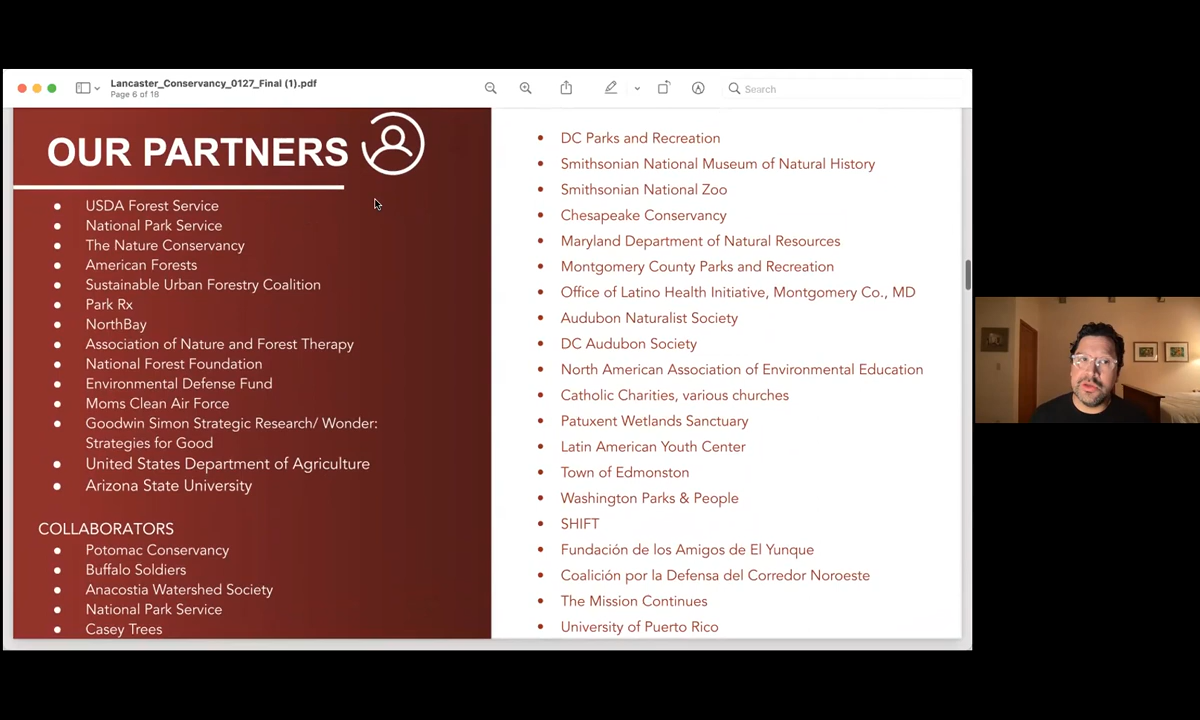 Lancaster_Conservancy_0127_Final (1).pdf
Page 6 of 18
Search
OUR PARTNERS
USDA Forest Service
National Park Service
The Nature Conservancy
American Forests
Sustainable Urban Forestry Coalition
Park Rx
NorthBay
Association of Nature and Forest Therapy
National Forest Foundation
Environmental Defense Fund
Moms Clean Air Force
Goodwin Simon Strategic Research/ Wonder:
Strategies for Good
United States Department of Agriculture
Arizona State University
COLLABORATORS
Potomac Conservancy
Buffalo Soldiers
Anacostia Watershed Society
National Park Service
Casey Trees
DC Parks and Recreation
Smithsonian National Museum of Natural History
Smithsonian National Zoo
Chesapeake Conservancy
Maryland Department of Natural Resources
Montgomery County Parks and Recreation
Office of Latino Health Initiative, Montgomery Co., MD
Audubon Naturalist Society
DC Audubon Society
North American Association of Environmental Education
Catholic Charities, various churches
Patuxent Wetlands Sanctuary
Latin American Youth Center
Town of Edmonston
Washington Parks & People
SHIFT
Fundación de los Amigos de El Yunque
Coalición por la Defensa del Corredor Noroeste
The Mission Continues
University of Puerto Rico